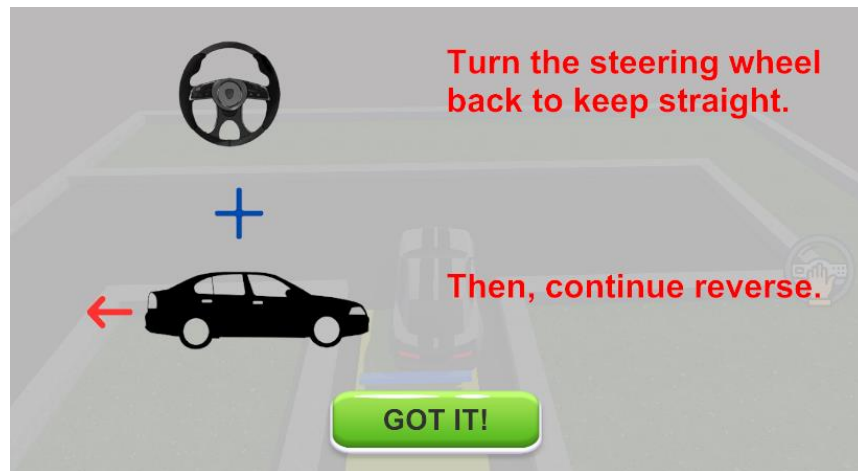 Turn the steering wheel
back to keep straight.
Then, continue reverse.
GOT IT!